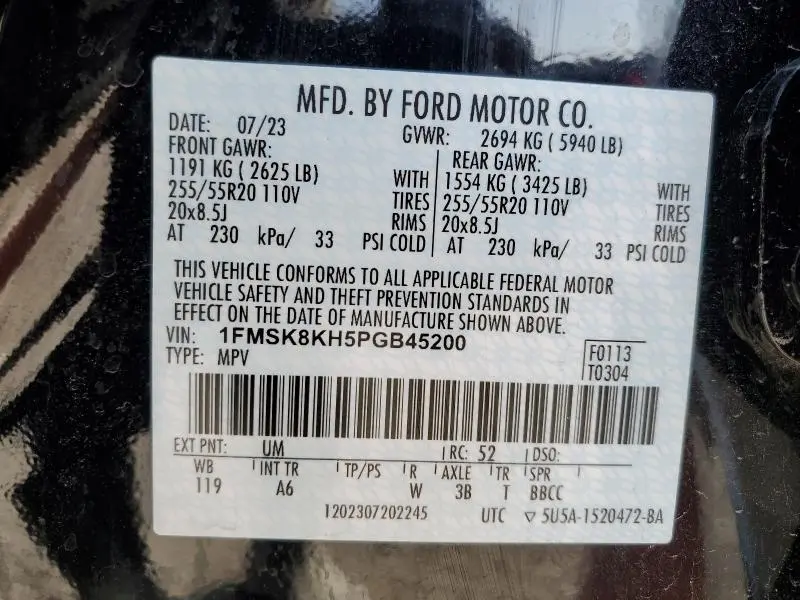 MFD. BY FORD MOTOR CO.
DATE: 07/23 GVWR: 2694 KG ( 5940 LB)
FRONT GAWR: REAR GAWR:
1191 KG ( 2625 LB) WITH 1554 KG ( 3425 LB) WITH
255/55R20 110V TIRES 255/55R20 110V TIRES
20x8.5J RIMS 20x8.5J RIMS
AT 230 kPa/ 33 PSI COLD AT 230 kPa/ 33 PSI COLD
THIS VEHICLE CONFORMS TO ALL APPLICABLE FEDERAL MOTOR
VEHICLE SAFETY AND THEFT PREVENTION STANDARDS IN
EFFECT ON THE DATE OF MANUFACTURE SHOWN ABOVE.
VIN: 1FMSK8KH5PGB45200
TYPE: MPV
F0113
T0304
EXT PNT: UM RC: 52 DSO:
WB INT TR TP/PS R AXLE TR SPR
119 A6 W 3B T BBCC
1202307202245 UTC ▽ 5U5A-1520472-BA